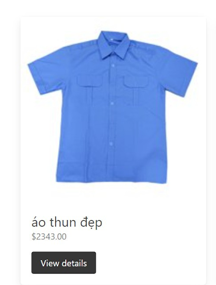 áo thun đẹp
$2343.00
View details